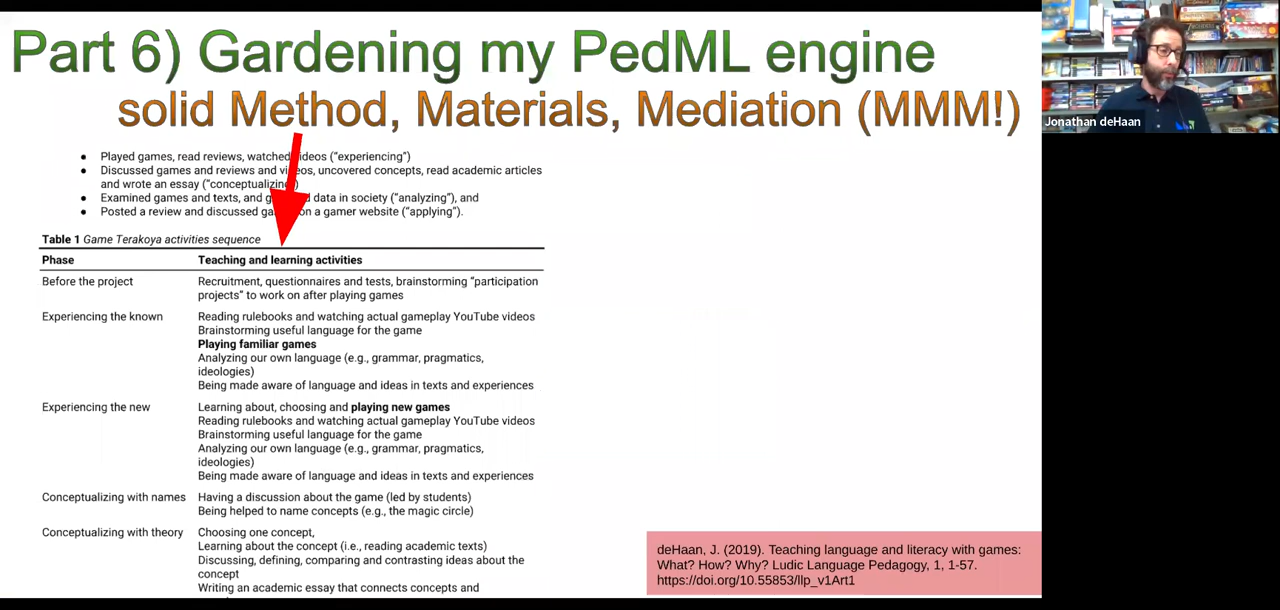 Part 6) Gardening my PedML engine
solid Method, Materials, Mediation (MMM!)
Jonathan deHaan
● Played games, read reviews, watched videos (“experiencing”)
● Discussed games and reviews and videos, uncovered concepts, read academic articles
and wrote an essay (“conceptualizing”)
● Examined games and texts, and data in society (“analyzing”), and
● Posted a review and discussed on a gamer website (“applying”).
Table 1 Game Terakoya activities sequence
Phase Teaching and learning activities
Before the project Recruitment, questionnaires and tests, brainstorming “participation
projects” to work on after playing games
Experiencing the known Reading rulebooks and watching actual gameplay YouTube videos
Brainstorming useful language for the game
Playing familiar games
Analyzing our own language (e.g., grammar, pragmatics,
ideologies)
Being made aware of language and ideas in texts and experiences
Experiencing the new Learning about, choosing and playing new games
Reading rulebooks and watching actual gameplay YouTube videos
Brainstorming useful language for the game
Analyzing our own language (e.g., grammar, pragmatics,
ideologies)
Being made aware of language and ideas in texts and experiences
Conceptualizing with names Having a discussion about the game (led by students)
Being helped to name concepts (e.g., the magic circle)
Conceptualizing with theory Choosing one concept,
Learning about the concept (i.e., reading academic texts)
Discussing, defining, comparing and contrasting ideas about the
concept
Writing an academic essay that connects concepts and
deHaan, J. (2019). Teaching language and literacy with games:
What? How? Why? Ludic Language Pedagogy, 1, 1-57.
https://doi.org/10.55853/llp_v1Art1